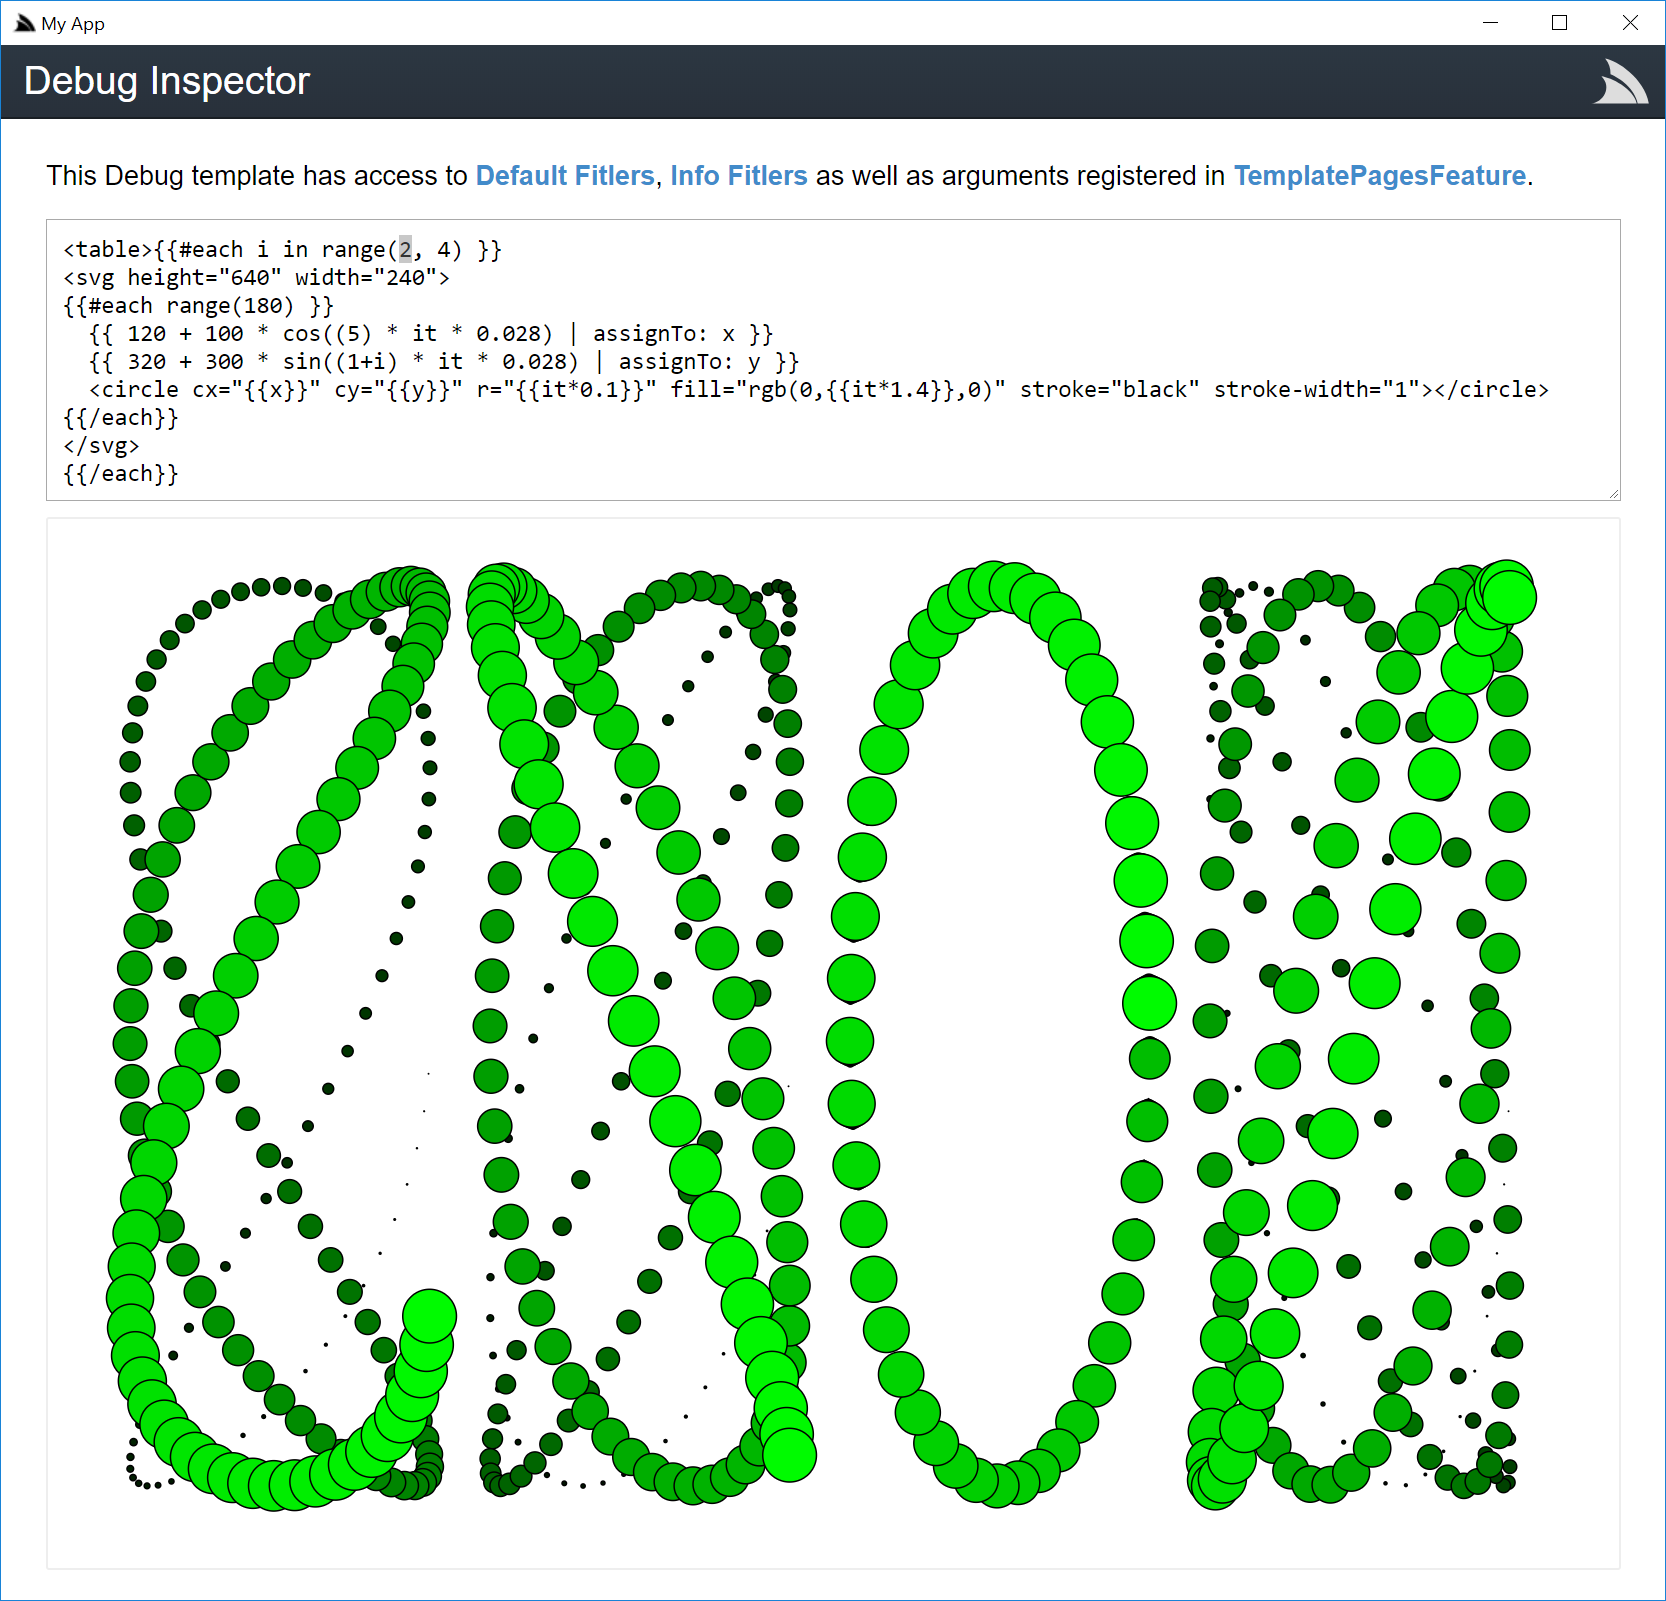 My App
Debug Inspector
This Debug template has access to Default Fitlers, Info Fitlers as well as arguments registered in TemplatePagesFeature.
<table>{{#each i in range(2, 4) }}
<svg height="640" width="240">
{{#each range(180) }}
  {{ 120 + 100 * cos((5) * it * 0.028) | assignTo: x }}
  {{ 320 + 300 * sin((1+i) * it * 0.028) | assignTo: y }}
  <circle cx="{{x}}" cy="{{y}}" r="{{it*0.1}}" fill="rgb(0,{{it*1.4}},0)" stroke="black" stroke-width="1"></circle>
{{/each}}
</svg>
{{/each}}